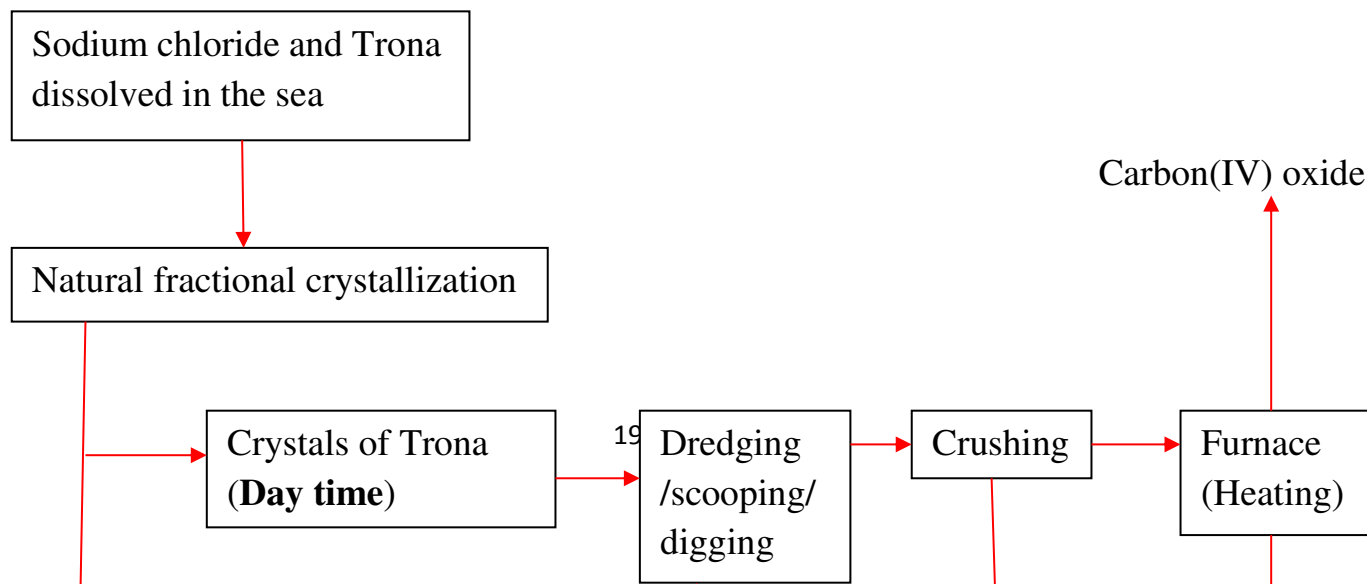 Sodium chloride and Trona
dissolved in the sea
Carbon(IV) oxide
Natural fractional crystallization
Crystals of Trona
(Day time)
19
Dredging
/scooping/
digging
Crushing
Furnace
(Heating)